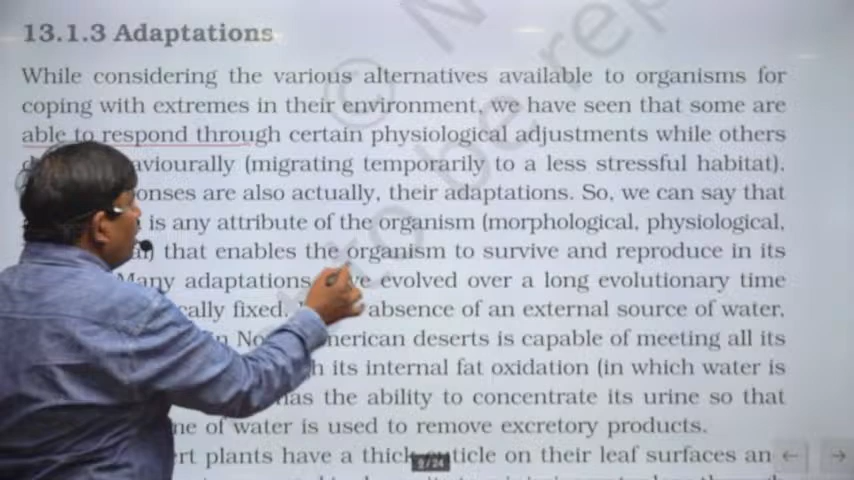 13.1.3 Adaptations
While considering the various alternatives available to organisms for
coping with extremes in their environment, we have seen that some are
able to respond through certain physiological adjustments while others
aviourally (migrating temporarily to a less stressful habitat).
onses are also actually, their adaptations. So, we can say that
is any attribute of the organism (morphological, physiological,
that enables the organism to survive and reproduce in its
Many adaptations evolved over a long evolutionary time
cally fixed. absence of an external source of water,
n No merican deserts is capable of meeting all its
h its internal fat oxidation (in which water is
has the ability to concentrate its urine so that
me of water is used to remove excretory products.
ert plants have a thick cuticle on their leaf surfaces an